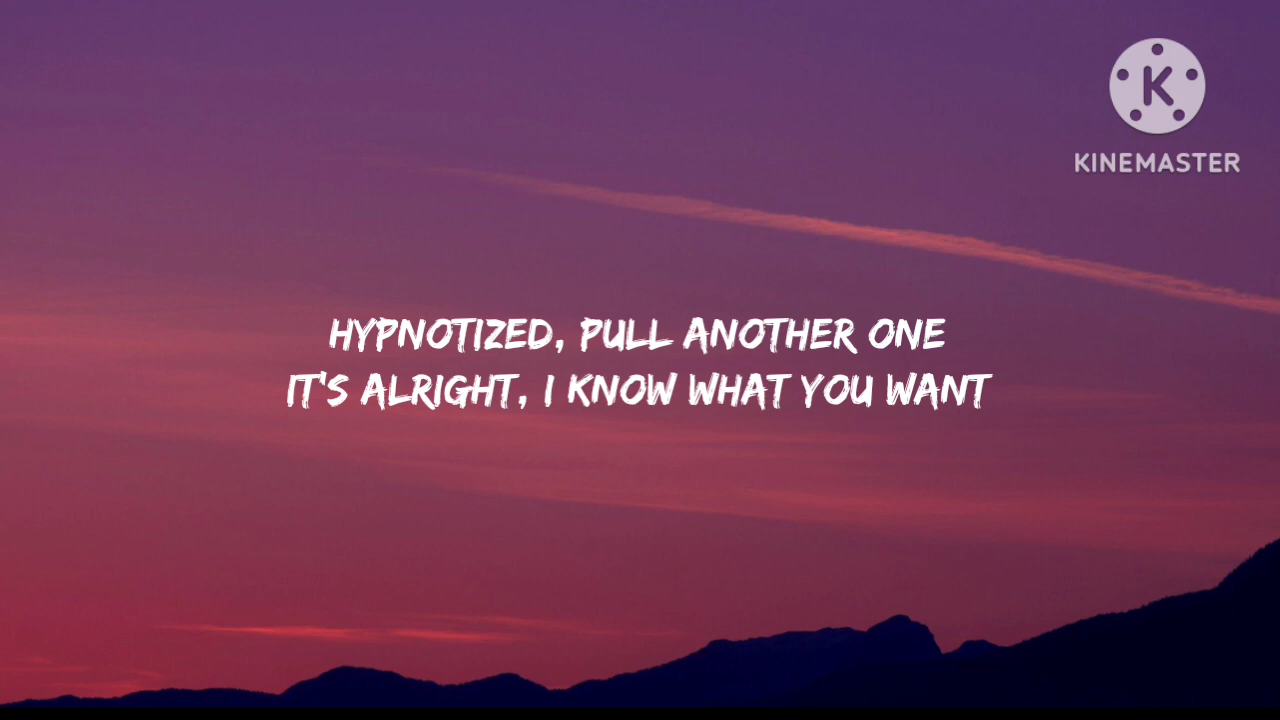 K
KINEMASTER
HYPNOTIZED, PULL ANOTHER ONE
IT'S ALRIGHT, I KNOW WHAT YOU WANT